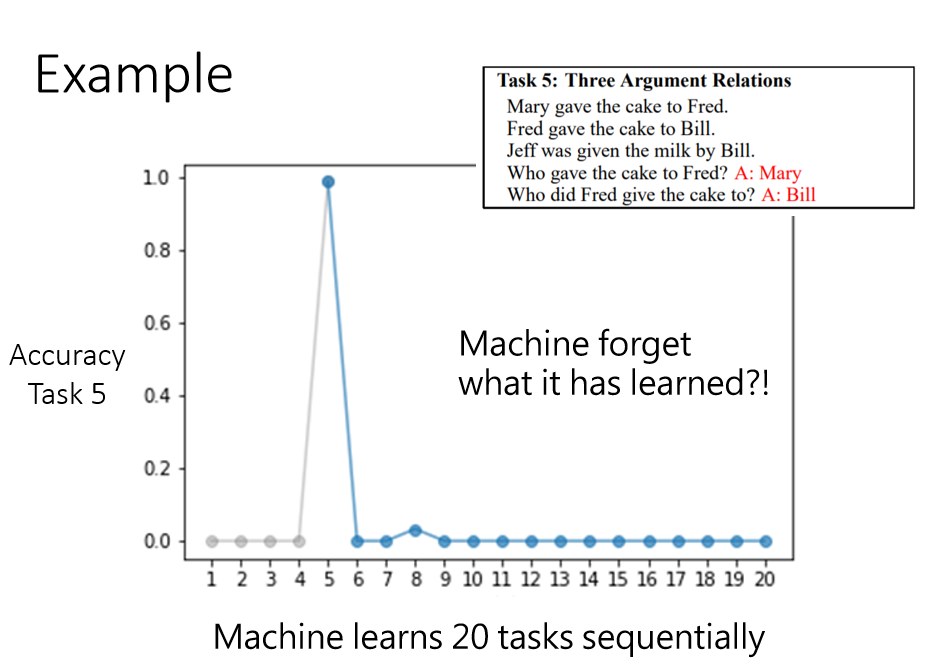 Example
Task 5: Three Argument Relations
Mary gave the cake to Fred.
Fred gave the cake to Bill.
Jeff was given the milk by Bill.
Who gave the cake to Fred? A: Mary
Who did Fred give the cake to? A: Bill
1.0
0.8
0.6
0.4
0.2
0.0
Accuracy
Task 5
Machine forget
what it has learned?!
1 2 3 4 5 6 7 8 9 10 11 12 13 14 15 16 17 18 19 20
Machine learns 20 tasks sequentially